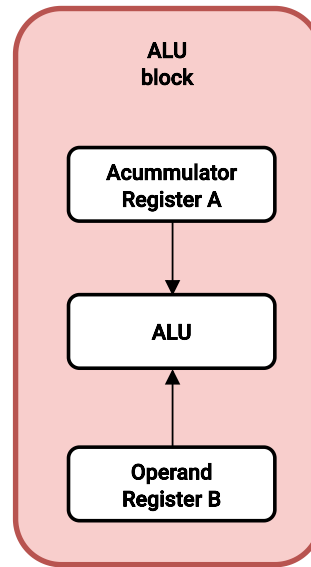 ALU
block
Acummulator
Register A
ALU
Operand
Register B